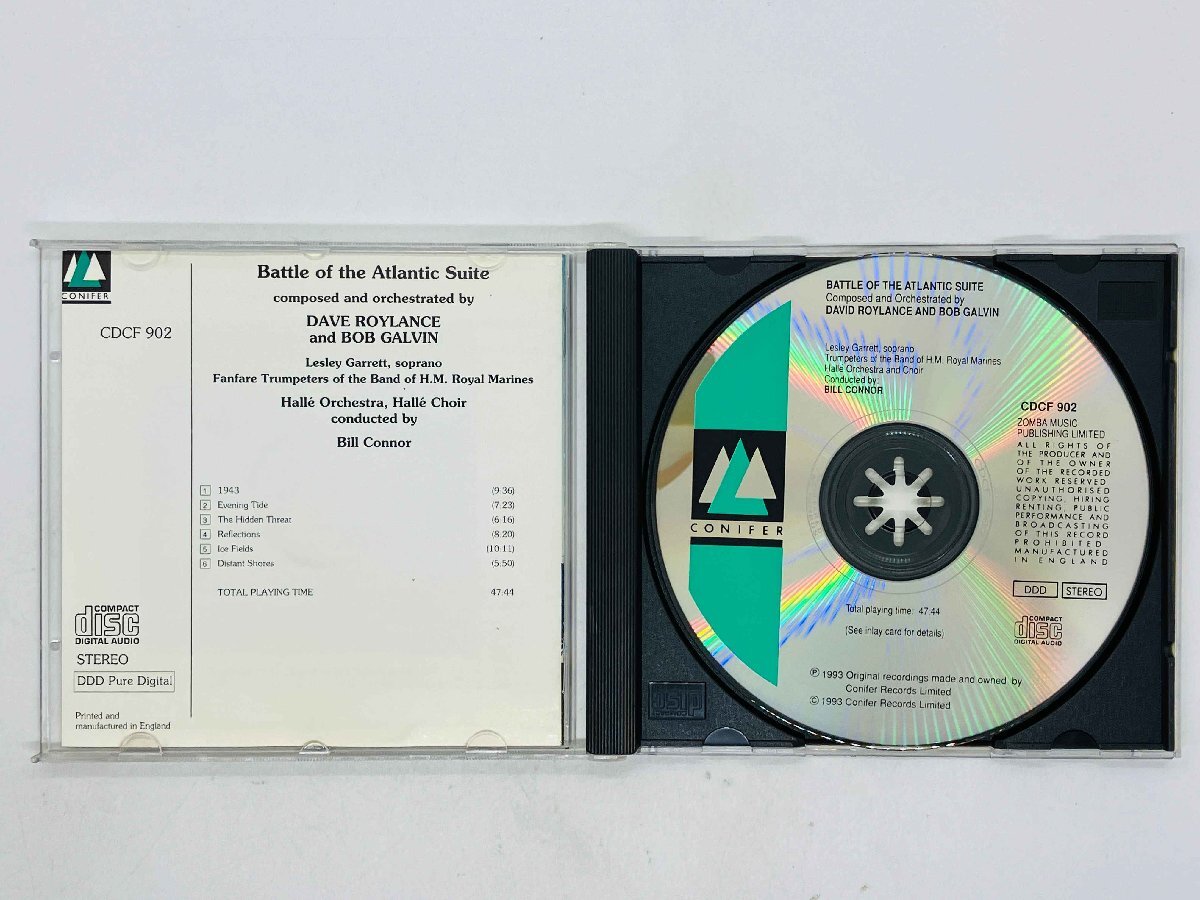 CONIFER
CDCF 902
Battle of the Atlantic Suite
composed and orchestrated by
DAVE ROYLANCE
and BOB GALVIN
Lesley Garrett, soprano
Fanfare Trumpeters of the Band of H.M. Royal Marines
Hallé Orchestra, Hallé Choir
conducted by
Bill Connor
1 1943 (9:36)
2 Evening Tide (7:23)
3 The Hidden Threat (6:16)
4 Reflections (8:20)
5 Ice Fields (10:11)
6 Distant Shores (5:50)
TOTAL PLAYING TIME 47:44
COMPACT
disc
DIGITAL AUDIO
STEREO
DDD Pure Digital
Printed and
manufactured in England
BATTLE OF THE ATLANTIC SUITE
Composed and Orchestrated by
DAVID ROYLANCE AND BOB GALVIN
Lesley Garrett, soprano
Trumpeters of the Band of H.M. Royal Marines
Halle Orchestra and Choir
Conducted by:
BILL CONNOR
CDCF 902
ZOMBA MUSIC
PUBLISHING LIMITED
ALL RIGHTS OF
THE PRODUCER AND
OF THE OWNER
OF THE RECORDED
WORK RESERVED
UNAUTHORISED
COPYING, HIRING
RENTING, PUBLIC
PERFORMANCE AND
BROADCASTING
OF THIS RECORD
PROHIBITED
MANUFACTURED
IN ENGLAND
DDD STEREO
CONIFER
Total playing time: 47:44
(See inlay card for details)
COMPACT
disc
DIGITAL AUDIO
℗ 1993 Original recordings made and owned by
Conifer Records Limited
© 1993 Conifer Records Limited
disc